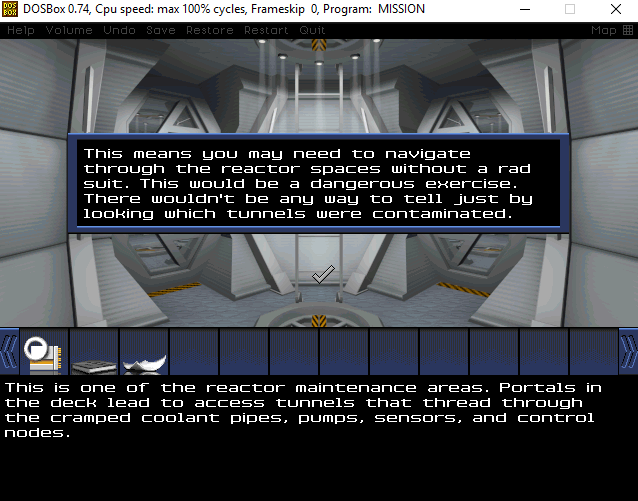 DOS
BOX
DOSBox 0.74, Cpu speed: max 100% cycles, Frameskip 0, Program: MISSION
Help Volume Undo Save Restore Restart Quit Map
This means you may need to navigate
through the reactor spaces without a rad
suit. This would be a dangerous exercise.
There wouldn't be any way to tell just by
looking which tunnels were contaminated.
This is one of the reactor maintenance areas. Portals in
the deck lead to access tunnels that thread through
the cramped coolant pipes, pumps, sensors, and control
nodes.